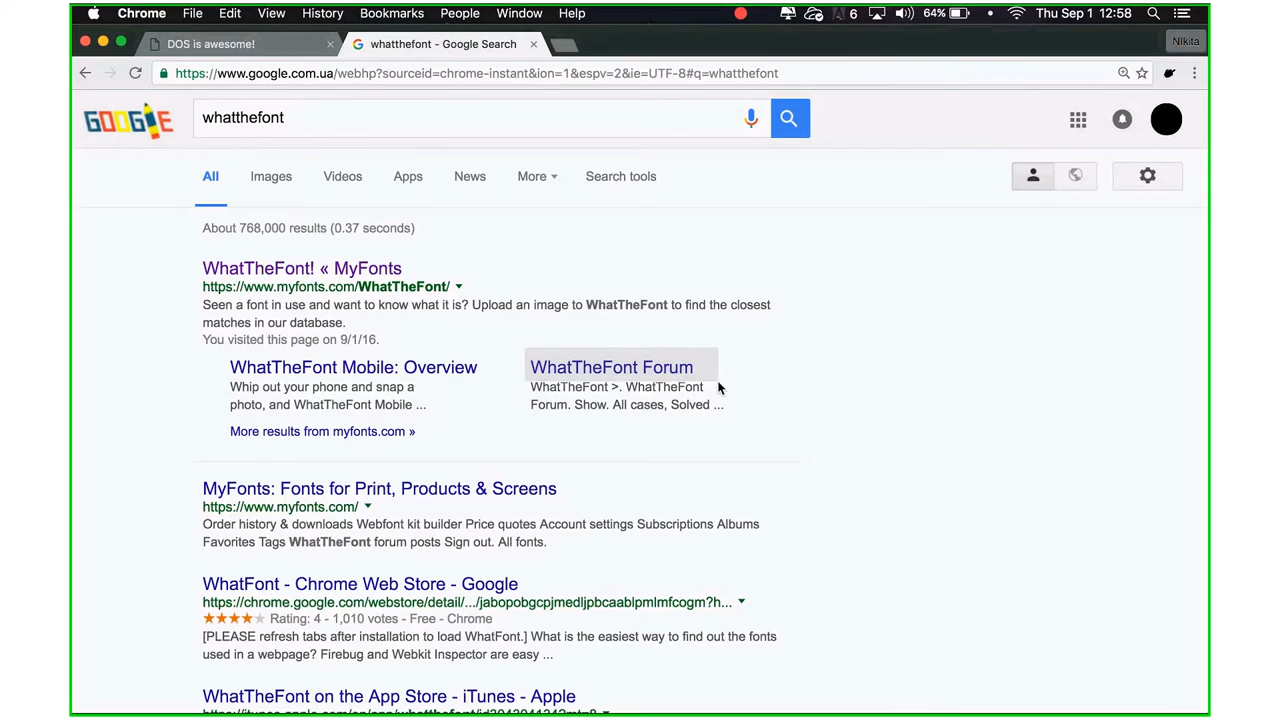 Chrome File Edit View History Bookmarks People Window Help 6 64% Thu Sep 1 12:58
DOS is awesome! whatthefont - Google Search NIkita
https://www.google.com.ua/webhp?sourceid=chrome-instant&ion=1&espv=2&ie=UTF-8#q=whatthefont
GOOGLE whatthefont
All Images Videos Apps News More Search tools
About 768,000 results (0.37 seconds)
WhatTheFont! « MyFonts
https://www.myfonts.com/WhatTheFont/
Seen a font in use and want to know what it is? Upload an image to WhatTheFont to find the closest
matches in our database.
You visited this page on 9/1/16.
WhatTheFont Mobile: Overview
Whip out your phone and snap a
photo, and WhatTheFont Mobile ...
WhatTheFont Forum
WhatTheFont >. WhatTheFont
Forum. Show. All cases, Solved ...
More results from myfonts.com »
MyFonts: Fonts for Print, Products & Screens
https://www.myfonts.com/
Order history & downloads Webfont kit builder Price quotes Account settings Subscriptions Albums
Favorites Tags WhatTheFont forum posts Sign out. All fonts.
WhatFont - Chrome Web Store - Google
https://chrome.google.com/webstore/detail/.../jabopobgcpjmedljpbcaablpmlmfcogm?h...
Rating: 4 - 1,010 votes - Free - Chrome
[PLEASE refresh tabs after installation to load WhatFont.] What is the easiest way to find out the fonts
used in a webpage? Firebug and Webkit Inspector are easy ...
WhatTheFont on the App Store - iTunes - Apple